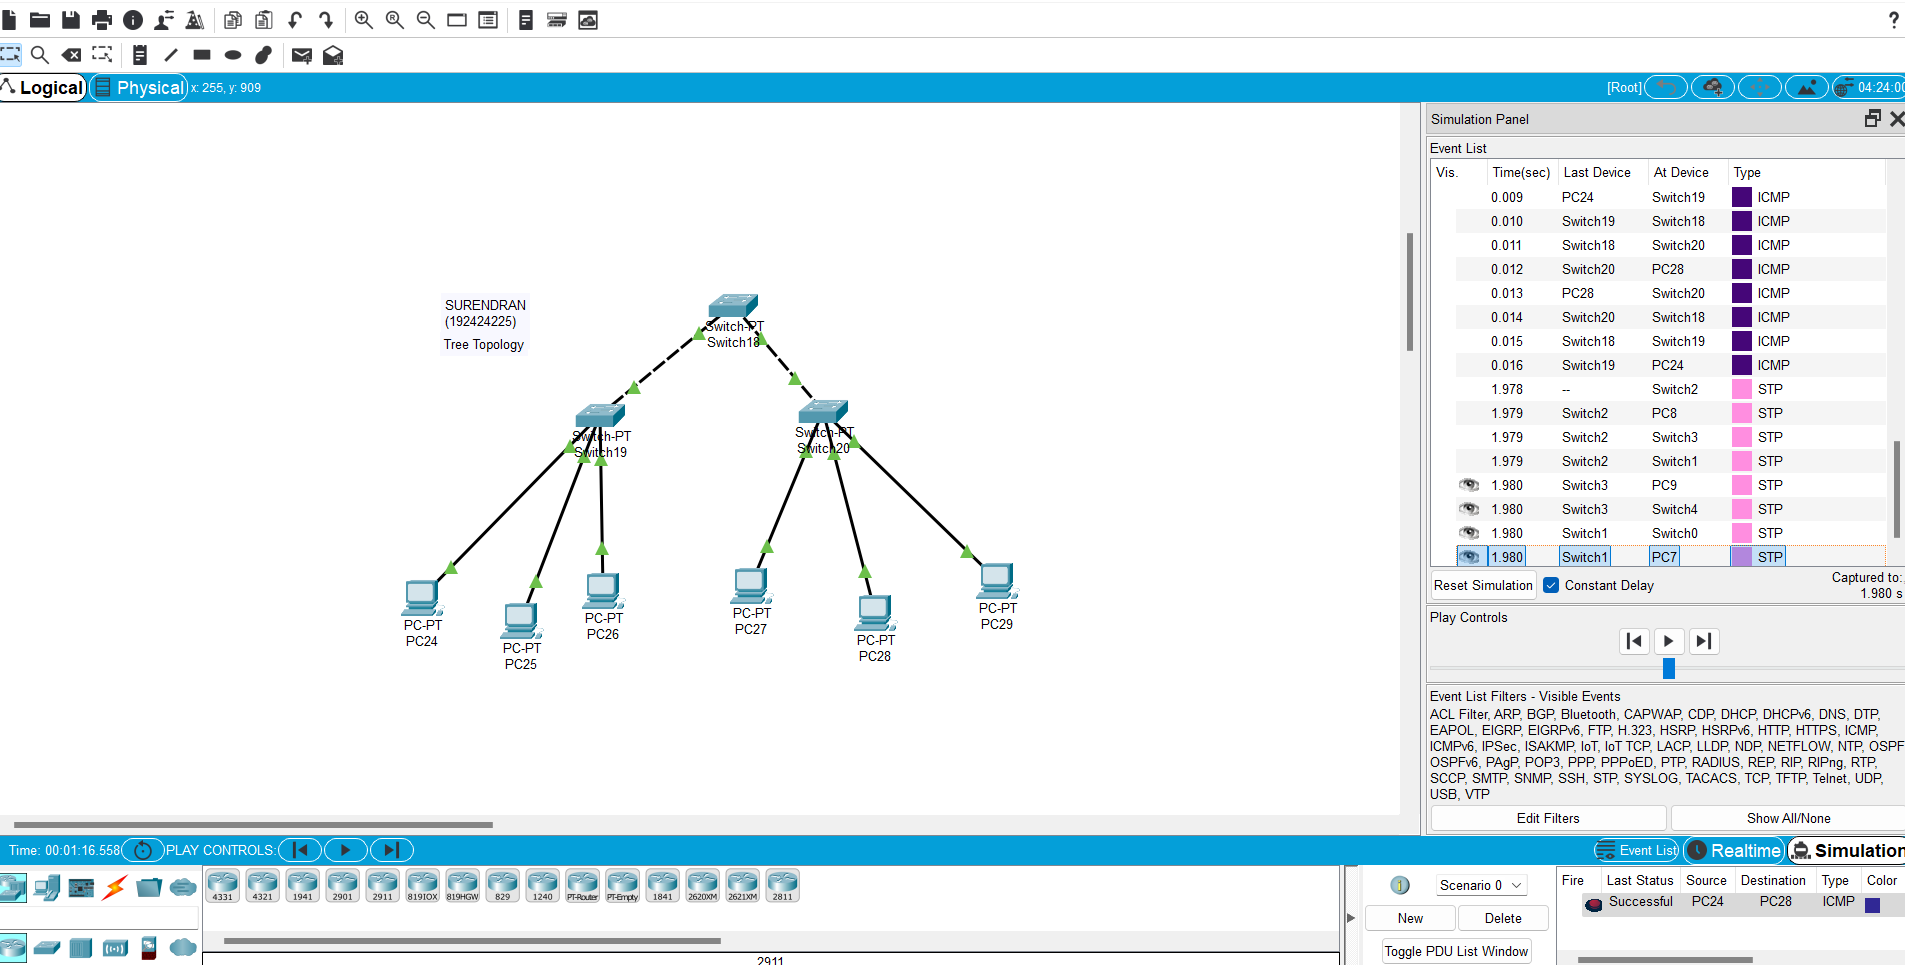 ?
Logical
Physical
x: 255, y: 909
[Root]
04:24:00
SURENDRAN
(192424225)
Tree Topology
Switch-PT
Switch18
Switch-PT
Switch19
Switch-PT
Switch20
PC-PT
PC24
PC-PT
PC25
PC-PT
PC26
PC-PT
PC27
PC-PT
PC28
PC-PT
PC29
Simulation Panel
Event List
Vis. Time(sec) Last Device At Device Type
0.009 PC24 Switch19 ICMP
0.010 Switch19 Switch18 ICMP
0.011 Switch18 Switch20 ICMP
0.012 Switch20 PC28 ICMP
0.013 PC28 Switch20 ICMP
0.014 Switch20 Switch18 ICMP
0.015 Switch18 Switch19 ICMP
0.016 Switch19 PC24 ICMP
1.978 -- Switch2 STP
1.979 Switch2 PC8 STP
1.979 Switch2 Switch3 STP
1.979 Switch2 Switch1 STP
1.980 Switch3 PC9 STP
1.980 Switch3 Switch4 STP
1.980 Switch1 Switch0 STP
1.980 Switch1 PC7 STP
Reset Simulation Constant Delay
Captured to:
1.980 s
Play Controls
Event List Filters - Visible Events
ACL Filter, ARP, BGP, Bluetooth, CAPWAP, CDP, DHCP, DHCPv6, DNS, DTP,
EAPOL, EIGRP, EIGRPv6, FTP, H.323, HSRP, HSRPv6, HTTP, HTTPS, ICMP,
ICMPv6, IPSec, ISAKMP, IoT, IoT TCP, LACP, LLDP, NDP, NETFLOW, NTP, OSPF
OSPFv6, PAgP, POP3, PPP, PPPoED, PTP, RADIUS, REP, RIP, RIPng, RTP,
SCCP, SMTP, SNMP, SSH, STP, SYSLOG, TACACS, TCP, TFTP, Telnet, UDP,
USB, VTP
Edit Filters Show All/None
Time: 00:01:16.558 PLAY CONTROLS:
Event List Realtime Simulation
4331 4321 1941 2901 2911 819IOX 819HGW 829 1240 PT-Router PT-Empty 1841 2620XM 2621XM 2811
2911
Scenario 0
New Delete
Toggle PDU List Window
Fire Last Status Source Destination Type Color
Successful PC24 PC28 ICMP